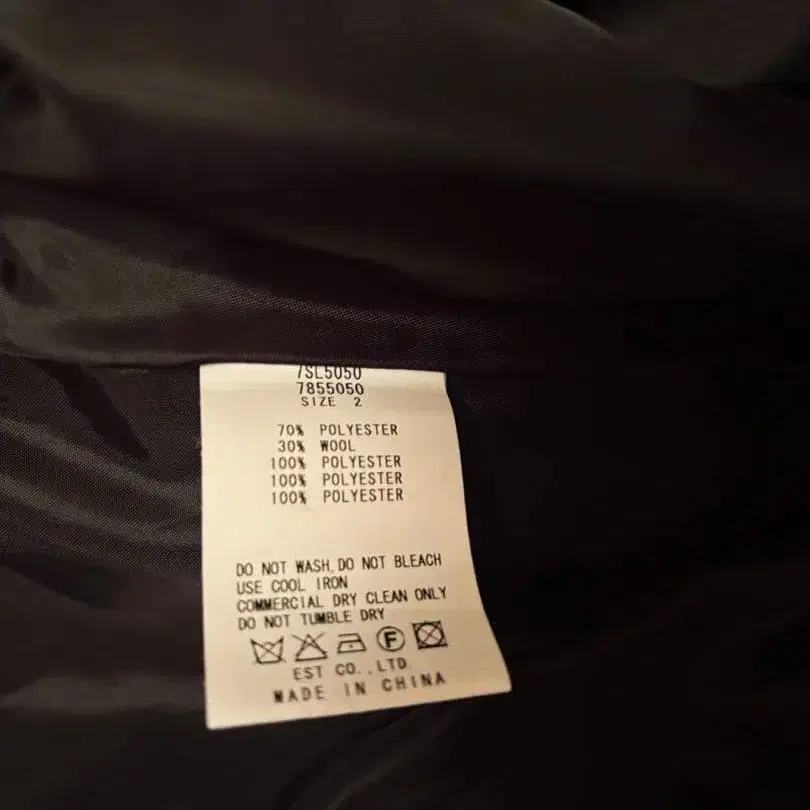 7SL5050
7855050
SIZE 2
70% POLYESTER
30% WOOL
100% POLYESTER
100% POLYESTER
100% POLYESTER
DO NOT WASH,DO NOT BLEACH
USE COOL IRON
COMMERCIAL DRY CLEAN ONLY
DO NOT TUMBLE DRY
F
EST CO.,LTD.
MADE IN CHINA